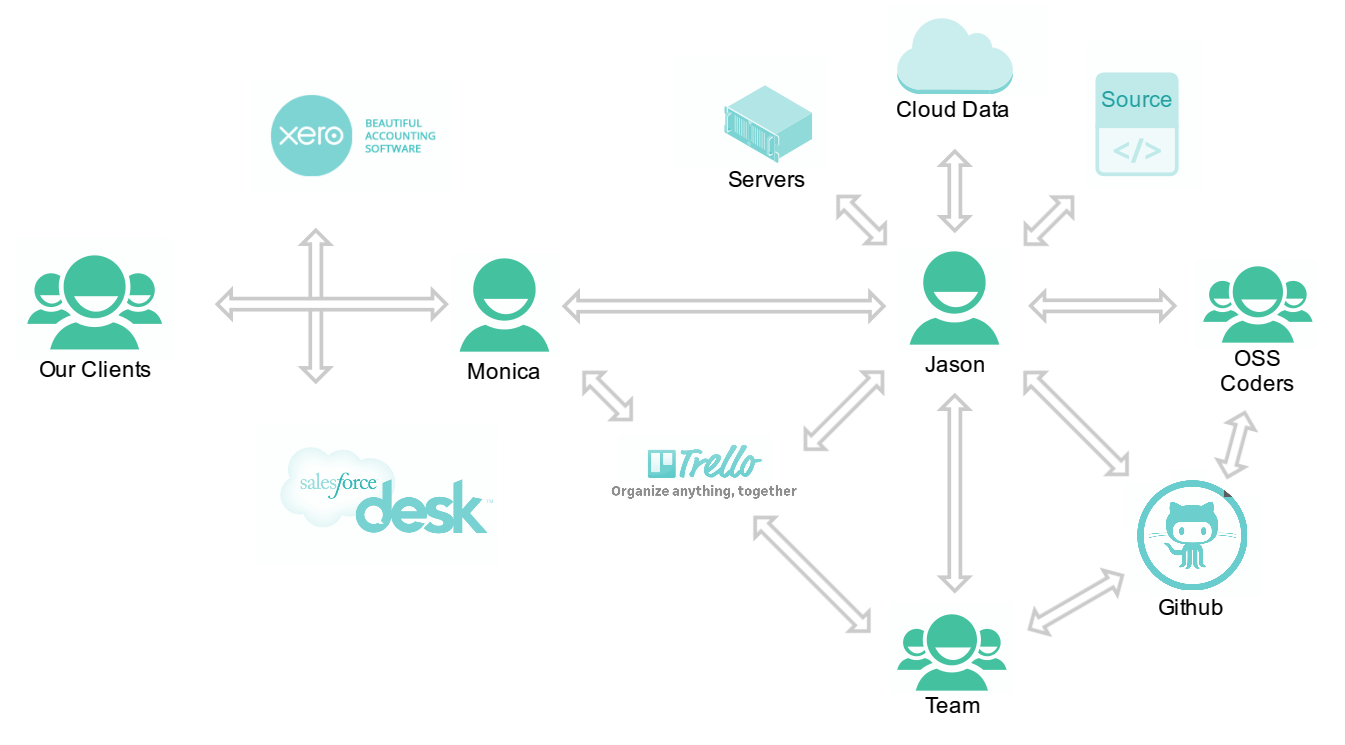 Cloud Data
Source
</>
Servers
xero
BEAUTIFUL
ACCOUNTING
SOFTWARE
Our Clients
Monica
Jason
OSS
Coders
salesforce
desk™
Trello
Organize anything, together
Github
Team